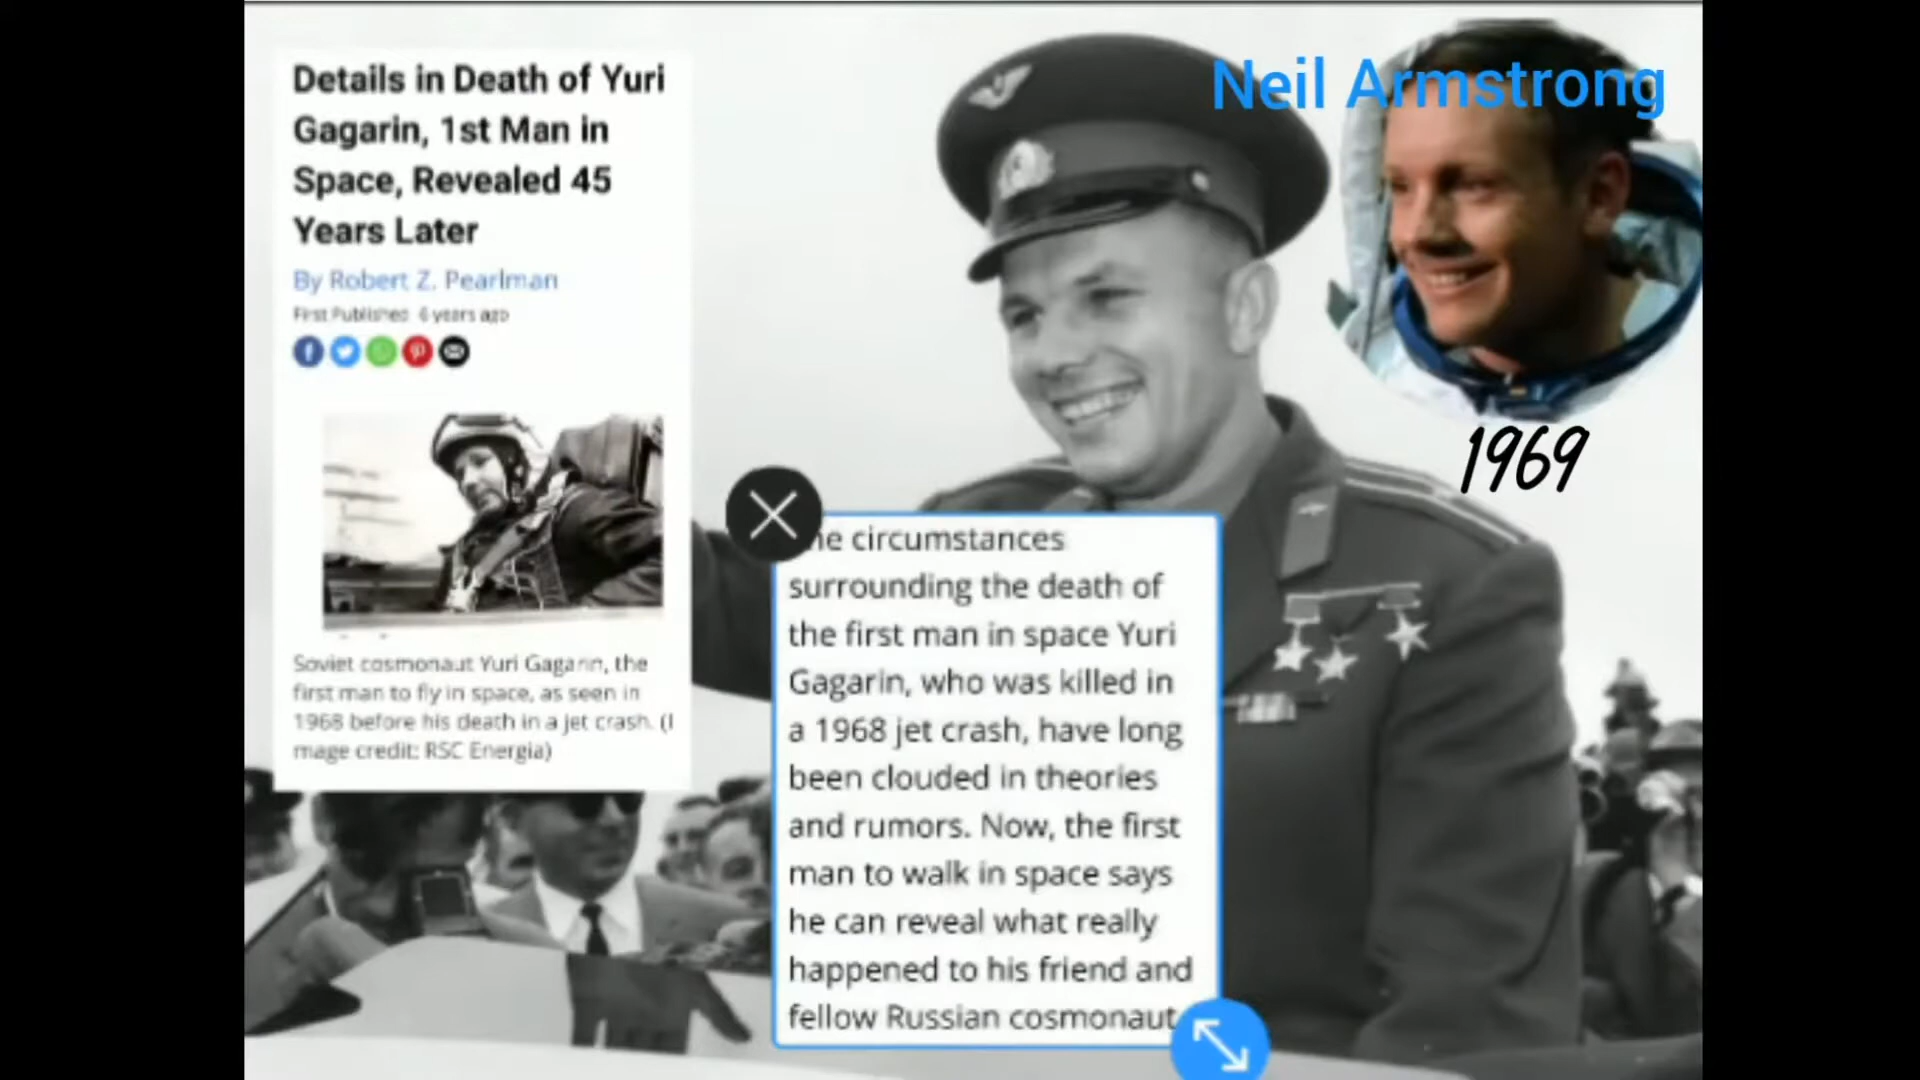 Details in Death of Yuri
Gagarin, 1st Man in
Space, Revealed 45
Years Later
By Robert Z. Pearlman
First Published 6 years ago
Soviet cosmonaut Yuri Gagarin, the
first man to fly in space, as seen in
1968 before his death in a jet crash. (I
mage credit: RSC Energia)
he circumstances
surrounding the death of
the first man in space Yuri
Gagarin, who was killed in
a 1968 jet crash, have long
been clouded in theories
and rumors. Now, the first
man to walk in space says
he can reveal what really
happened to his friend and
fellow Russian cosmonaut
Neil Armstrong
1969